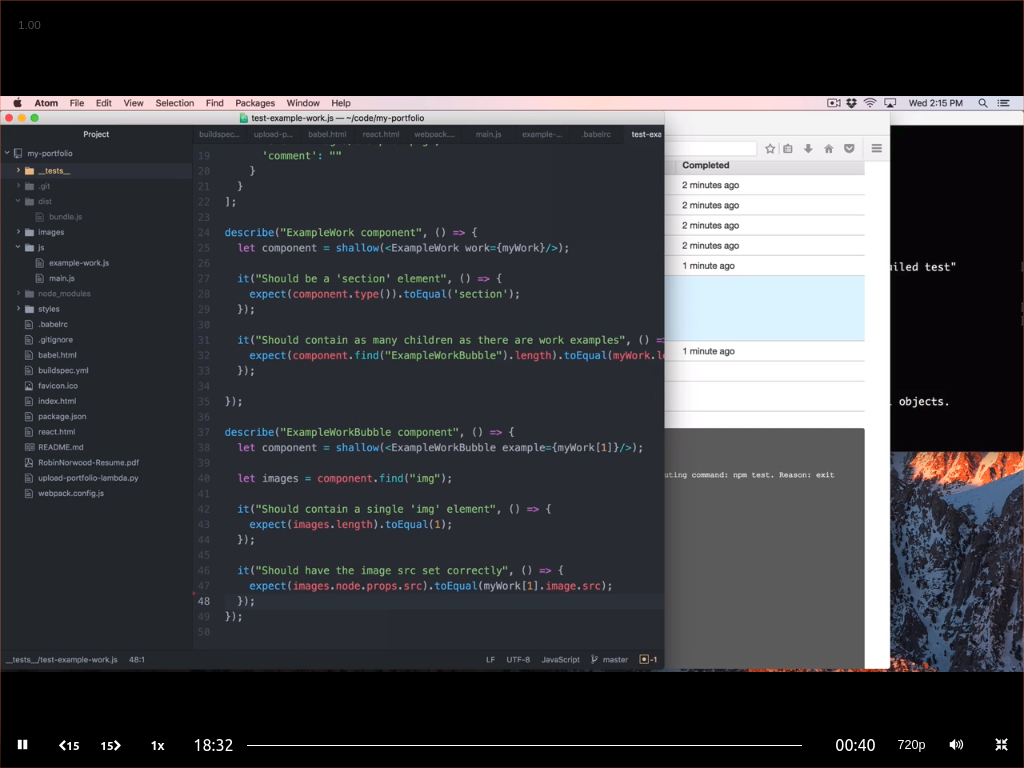 1.00
Atom File Edit View Selection Find Packages Window Help Wed 2:15 PM
test-example-work.js — ~/code/my-portfolio
Project
buildspec... upload-p... babel.html react.html webpack.... main.js example-... .babelrc test-exa
my-portfolio
__tests__
.git
dist
bundle.js
images
js
example-work.js
main.js
node_modules
styles
.babelrc
.gitignore
babel.html
buildspec.yml
favicon.ico
index.html
package.json
react.html
README.md
RobinNorwood-Resume.pdf
upload-portfolio-lambda.py
webpack.config.js
19 'comment': ""
20 }
21 }
22 ];
23
24 describe("ExampleWork component", () => {
25 let component = shallow(<ExampleWork work={myWork}/>);
26
27 it("Should be a 'section' element", () => {
28 expect(component.type()).toEqual('section');
29 });
30
31 it("Should contain as many children as there are work examples", () =
32 expect(component.find("ExampleWorkBubble").length).toEqual(myWork.l
33 });
34
35 });
36
37 describe("ExampleWorkBubble component", () => {
38 let component = shallow(<ExampleWorkBubble example={myWork[1]}/>);
39
40 let images = component.find("img");
41
42 it("Should contain a single 'img' element", () => {
43 expect(images.length).toEqual(1);
44 });
45
46 it("Should have the image src set correctly", () => {
47 expect(images.node.props.src).toEqual(myWork[1].image.src);
48 });
49 });
50
__tests__/test-example-work.js 48:1 LF UTF-8 JavaScript master -1
Completed
2 minutes ago
2 minutes ago
2 minutes ago
2 minutes ago
1 minute ago
1 minute ago
uting command: npm test. Reason: exit
iled test"
objects.
15 15 1x 18:32 00:40 720p